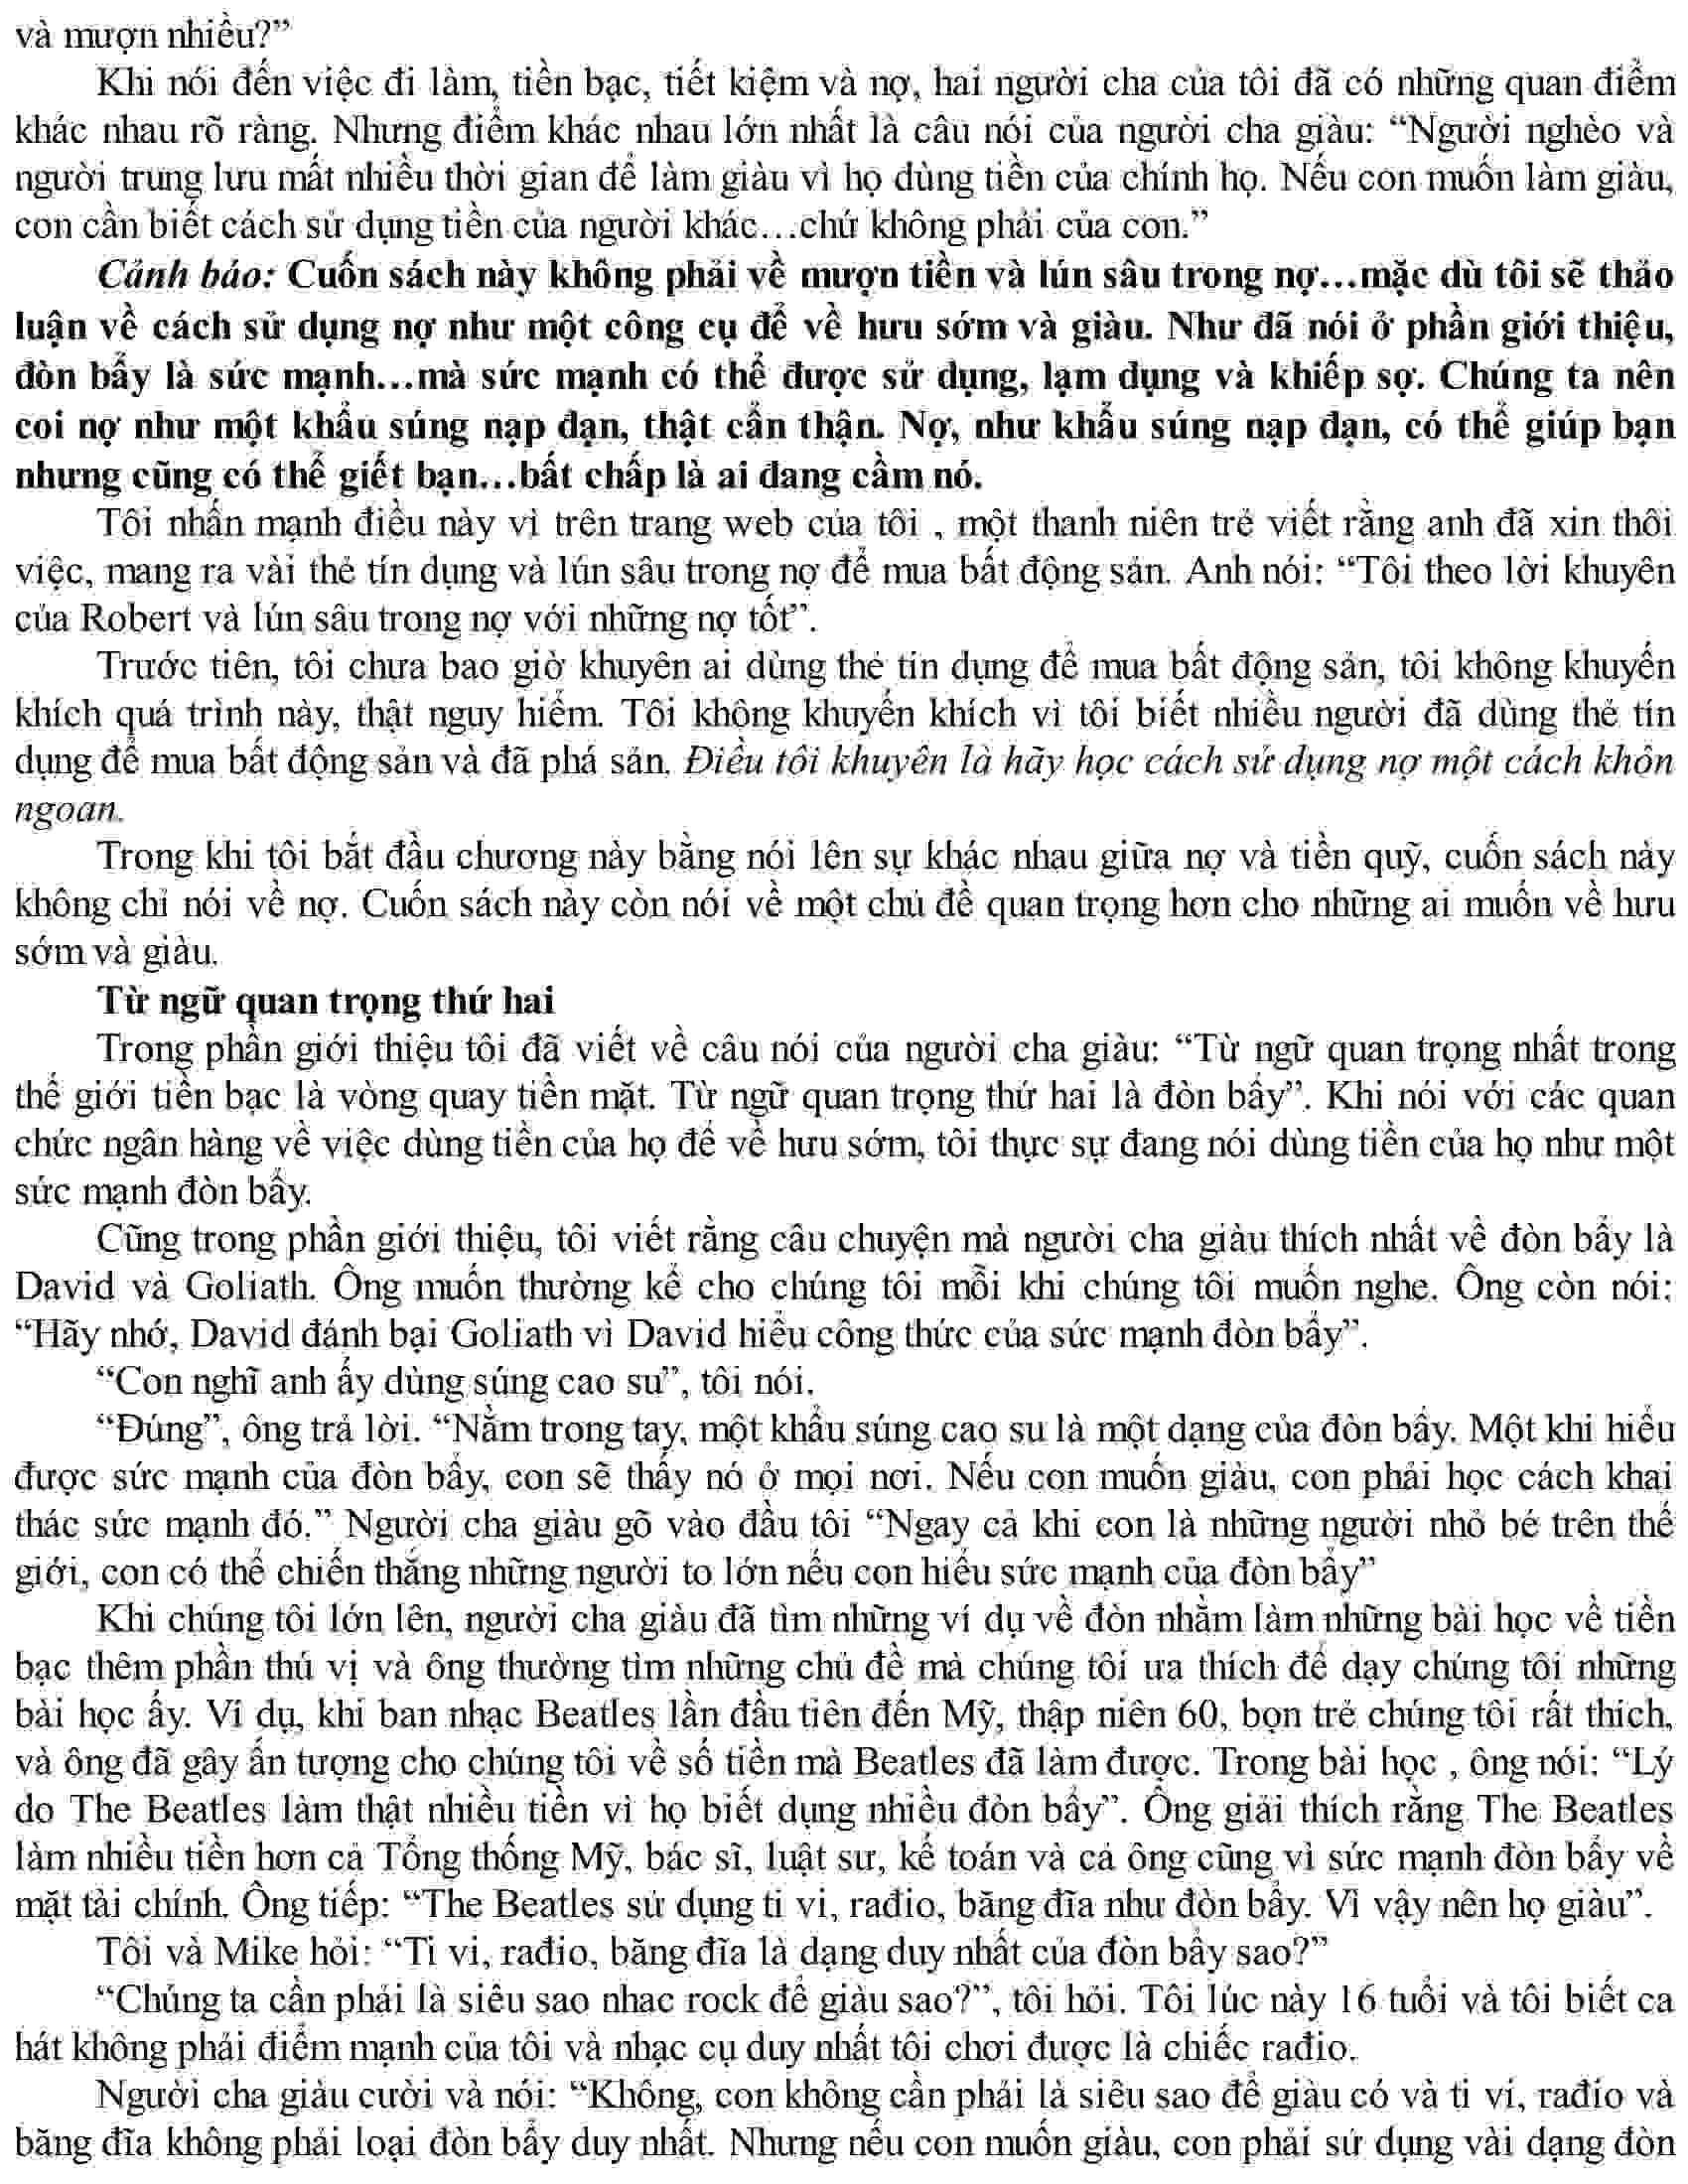 và mượn nhiều?”
Khi nói đến việc đi làm, tiền bạc, tiết kiệm và nợ, hai người cha của tôi đã có những quan điểm
khác nhau rõ ràng. Nhưng điểm khác nhau lớn nhất là câu nói của người cha giàu: “Người nghèo và
người trung lưu mất nhiều thời gian để làm giàu vì họ dùng tiền của chính họ. Nếu con muốn làm giàu,
con cần biết cách sử dụng tiền của người khác…chứ không phải của con.”
Cảnh báo: Cuốn sách này không phải về mượn tiền và lún sâu trong nợ…mặc dù tôi sẽ thảo
luận về cách sử dụng nợ như một công cụ để về hưu sớm và giàu. Như đã nói ở phần giới thiệu,
đòn bẩy là sức mạnh…mà sức mạnh có thể được sử dụng, lạm dụng và khiếp sợ. Chúng ta nên
coi nợ như một khẩu súng nạp đạn, thật cẩn thận. Nợ, như khẩu súng nạp đạn, có thể giúp bạn
nhưng cũng có thể giết bạn…bất chấp là ai đang cầm nó.
Tôi nhấn mạnh điều này vì trên trang web của tôi , một thanh niên trẻ viết rằng anh đã xin thôi
việc, mang ra vài thẻ tín dụng và lún sâu trong nợ để mua bất động sản. Anh nói: “Tôi theo lời khuyên
của Robert và lún sâu trong nợ với những nợ tốt”.
Trước tiên, tôi chưa bao giờ khuyên ai dùng thẻ tín dụng để mua bất động sản, tôi không khuyến
khích quá trình này, thật nguy hiểm. Tôi không khuyến khích vì tôi biết nhiều người đã dùng thẻ tín
dụng để mua bất động sản và đã phá sản. Điều tôi khuyên là hãy học cách sử dụng nợ một cách khôn
ngoan.
Trong khi tôi bắt đầu chương này bằng nói lên sự khác nhau giữa nợ và tiền quỹ, cuốn sách này
không chỉ nói về nợ. Cuốn sách này còn nói về một chủ đề quan trọng hơn cho những ai muốn về hưu
sớm và giàu.
Từ ngữ quan trọng thứ hai
Trong phần giới thiệu tôi đã viết về câu nói của người cha giàu: “Từ ngữ quan trọng nhất trong
thế giới tiền bạc là vòng quay tiền mặt. Từ ngữ quan trọng thứ hai là đòn bẩy”. Khi nói với các quan
chức ngân hàng về việc dùng tiền của họ để về hưu sớm, tôi thực sự đang nói dùng tiền của họ như một
sức mạnh đòn bẩy.
Cũng trong phần giới thiệu, tôi viết rằng câu chuyện mà người cha giàu thích nhất về đòn bẩy là
David và Goliath. Ông muốn thường kể cho chúng tôi mỗi khi chúng tôi muốn nghe. Ông còn nói:
“Hãy nhớ, David đánh bại Goliath vì David hiểu công thức của sức mạnh đòn bẩy”.
“Con nghĩ anh ấy dùng súng cao su”, tôi nói.
“Đúng”, ông trả lời. “Nằm trong tay, một khẩu súng cao su là một dạng của đòn bẩy. Một khi hiểu
được sức mạnh của đòn bẩy, con sẽ thấy nó ở mọi nơi. Nếu con muốn giàu, con phải học cách khai
thác sức mạnh đó.” Người cha giàu gõ vào đầu tôi “Ngay cả khi con là những người nhỏ bé trên thế
giới, con có thể chiến thắng những người to lớn nếu con hiểu sức mạnh của đòn bẩy”
Khi chúng tôi lớn lên, người cha giàu đã tìm những ví dụ về đòn nhằm làm những bài học về tiền
bạc thêm phần thú vị và ông thường tìm những chủ đề mà chúng tôi ưa thích để dạy chúng tôi những
bài học ấy. Ví dụ, khi ban nhạc Beatles lần đầu tiên đến Mỹ, thập niên 60, bọn trẻ chúng tôi rất thích,
và ông đã gây ấn tượng cho chúng tôi về số tiền mà Beatles đã làm được. Trong bài học , ông nói: “Lý
do The Beatles làm thật nhiều tiền vì họ biết dụng nhiều đòn bẩy”. Ông giải thích rằng The Beatles
làm nhiều tiền hơn cả Tổng thống Mỹ, bác sĩ, luật sư, kế toán và cả ông cũng vì sức mạnh đòn bẩy về
mặt tài chính. Ông tiếp: “The Beatles sử dụng ti vi, rađio, băng đĩa như đòn bẩy. Vì vậy nên họ giàu”.
Tôi và Mike hỏi: “Ti vi, rađio, băng đĩa là dạng duy nhất của đòn bẩy sao?”
“Chúng ta cần phải là siêu sao nhạc rock để giàu sao?”, tôi hỏi. Tôi lúc này 16 tuổi và tôi biết ca
hát không phải điểm mạnh của tôi và nhạc cụ duy nhất tôi chơi được là chiếc rađio.
Người cha giàu cười và nói: “Không, con không cần phải là siêu sao để giàu có và ti vi, rađio và
băng đĩa không phải loại đòn bẩy duy nhất. Nhưng nếu con muốn giàu, con phải sử dụng vài dạng đòn